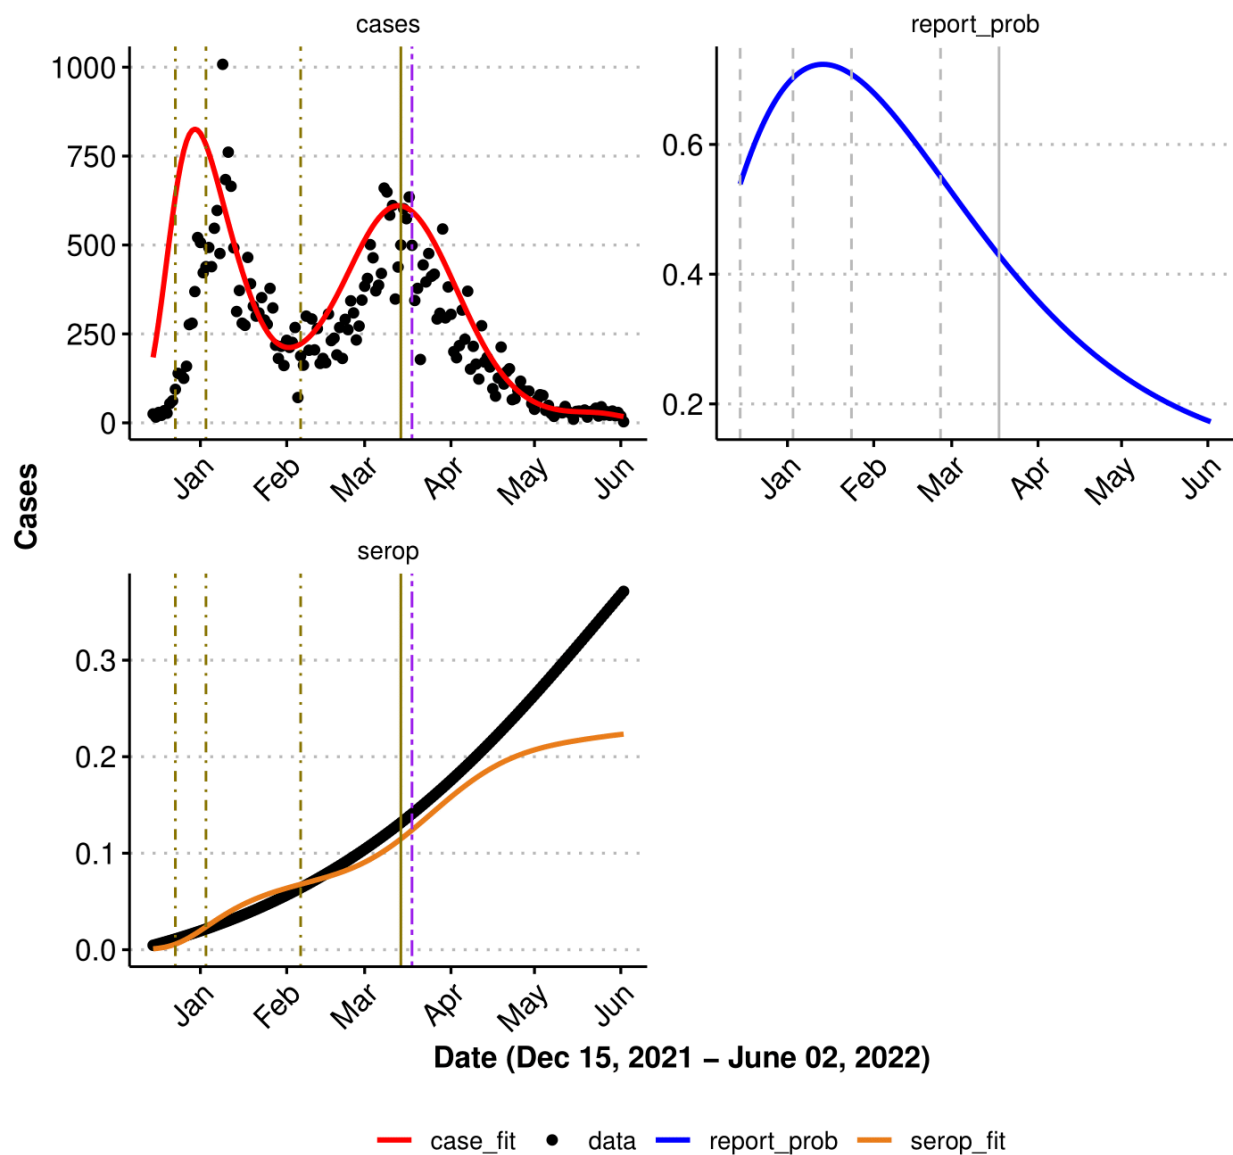 cases
1000
750
500
250
0
Jan
Feb
Mar
Apr
May
Jun
report_prob
0.6
0.4
0.2
Jan
Feb
Mar
Apr
May
Jun
Cases
serop
0.3
0.2
0.1
0.0
Jan
Feb
Mar
Apr
May
Jun
Date (Dec 15, 2021 – June 02, 2022)
case_fit data report_prob serop_fit